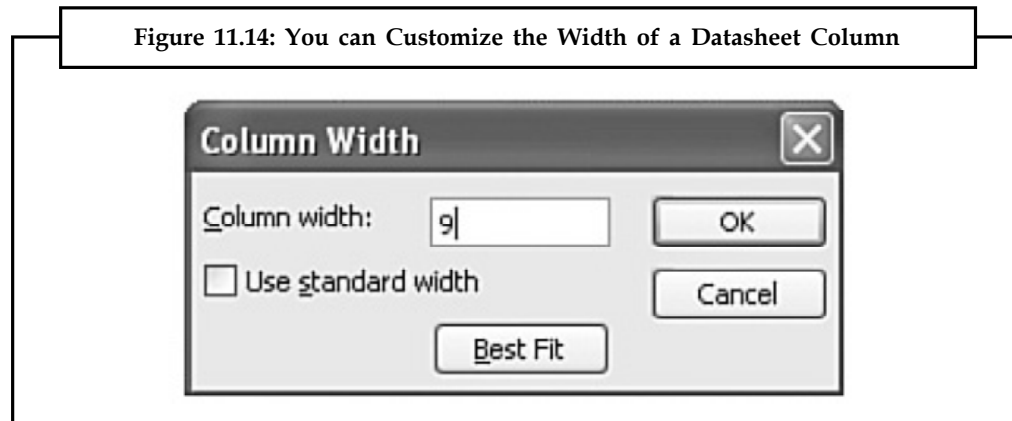 Figure 11.14: You can Customize the Width of a Datasheet Column
Column Width
Column width: 9 OK
Use standard width Cancel
Best Fit